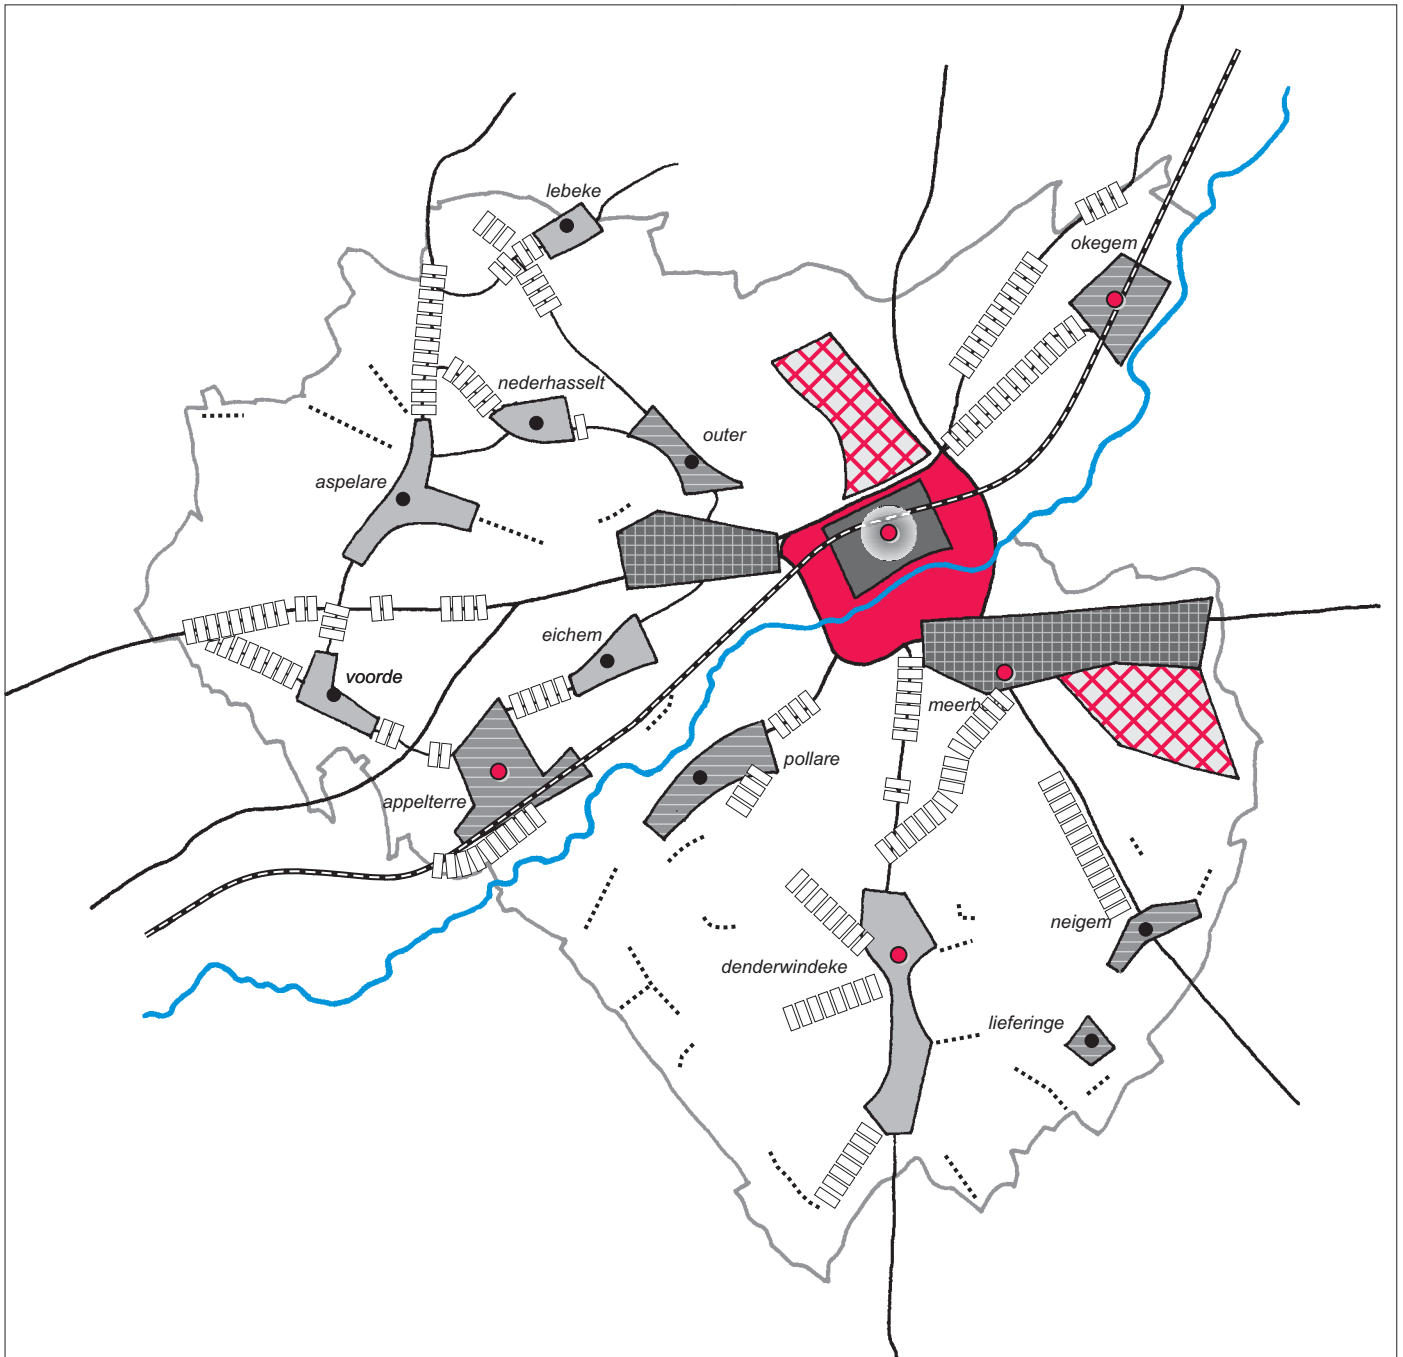 lebeke
okegem
nederhasselt
outer
aspelare
eichem
voorde
meerb
pollare
appelterre
neigem
denderwindeke
lieferinge